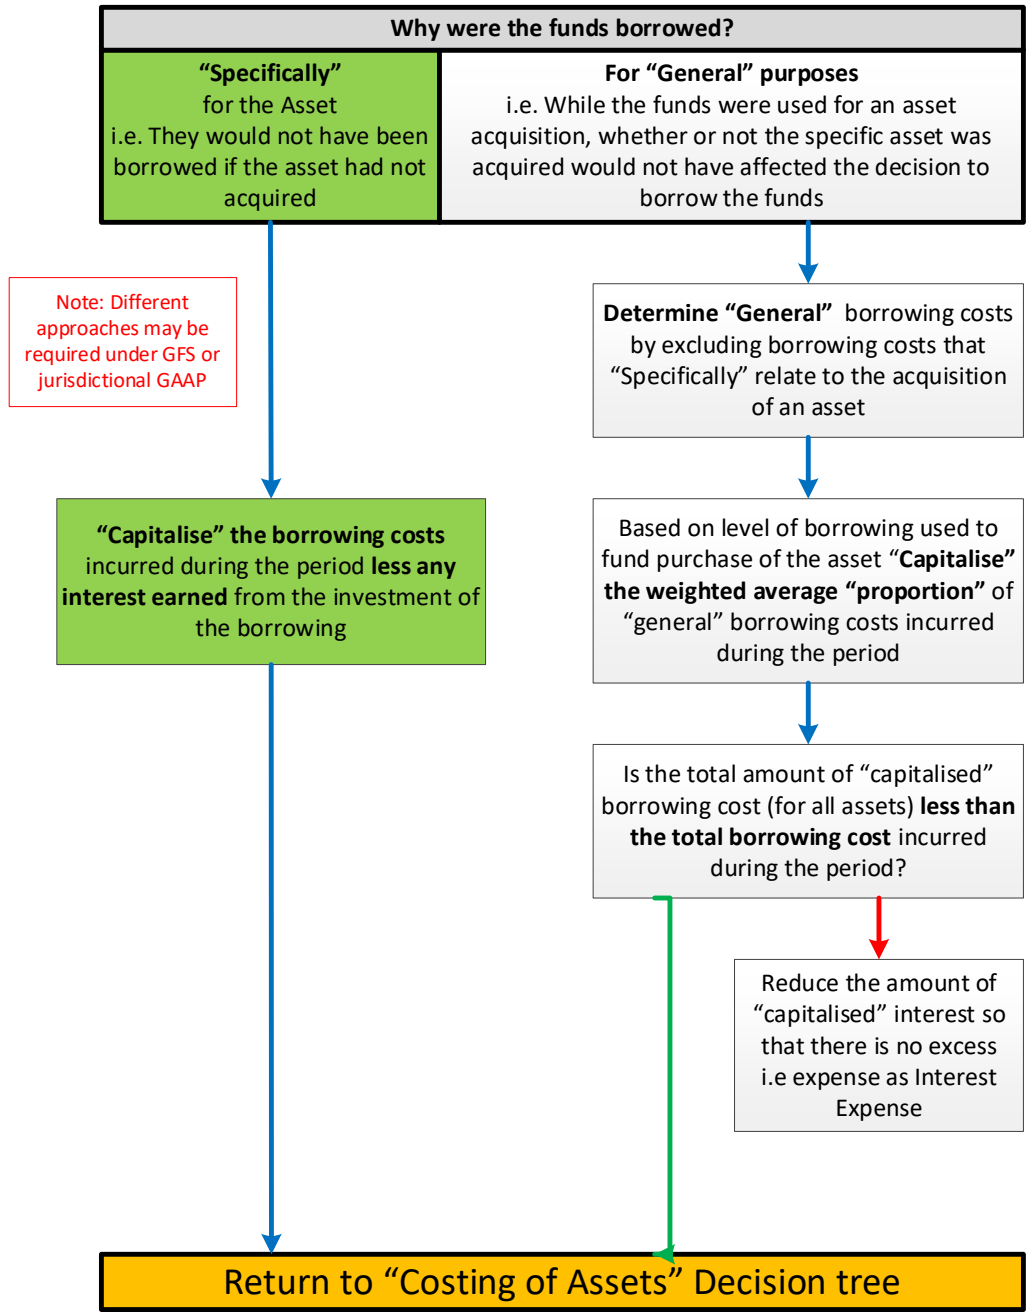 Why were the funds borrowed?
“Specifically”
for the Asset
i.e. They would not have been
borrowed if the asset had not
acquired
For “General” purposes
i.e. While the funds were used for an asset
acquisition, whether or not the specific asset was
acquired would not have affected the decision to
borrow the funds
Note: Different
approaches may be
required under GFS or
jurisdictional GAAP
Determine “General” borrowing costs
by excluding borrowing costs that
“Specifically” relate to the acquisition
of an asset
“Capitalise” the borrowing costs
incurred during the period less any
interest earned from the investment of
the borrowing
Based on level of borrowing used to
fund purchase of the asset “Capitalise”
the weighted average “proportion” of
“general” borrowing costs incurred
during the period
Is the total amount of “capitalised”
borrowing cost (for all assets) less than
the total borrowing cost incurred
during the period?
Reduce the amount of
“capitalised” interest so
that there is no excess
i.e expense as Interest
Expense
Return to “Costing of Assets” Decision tree